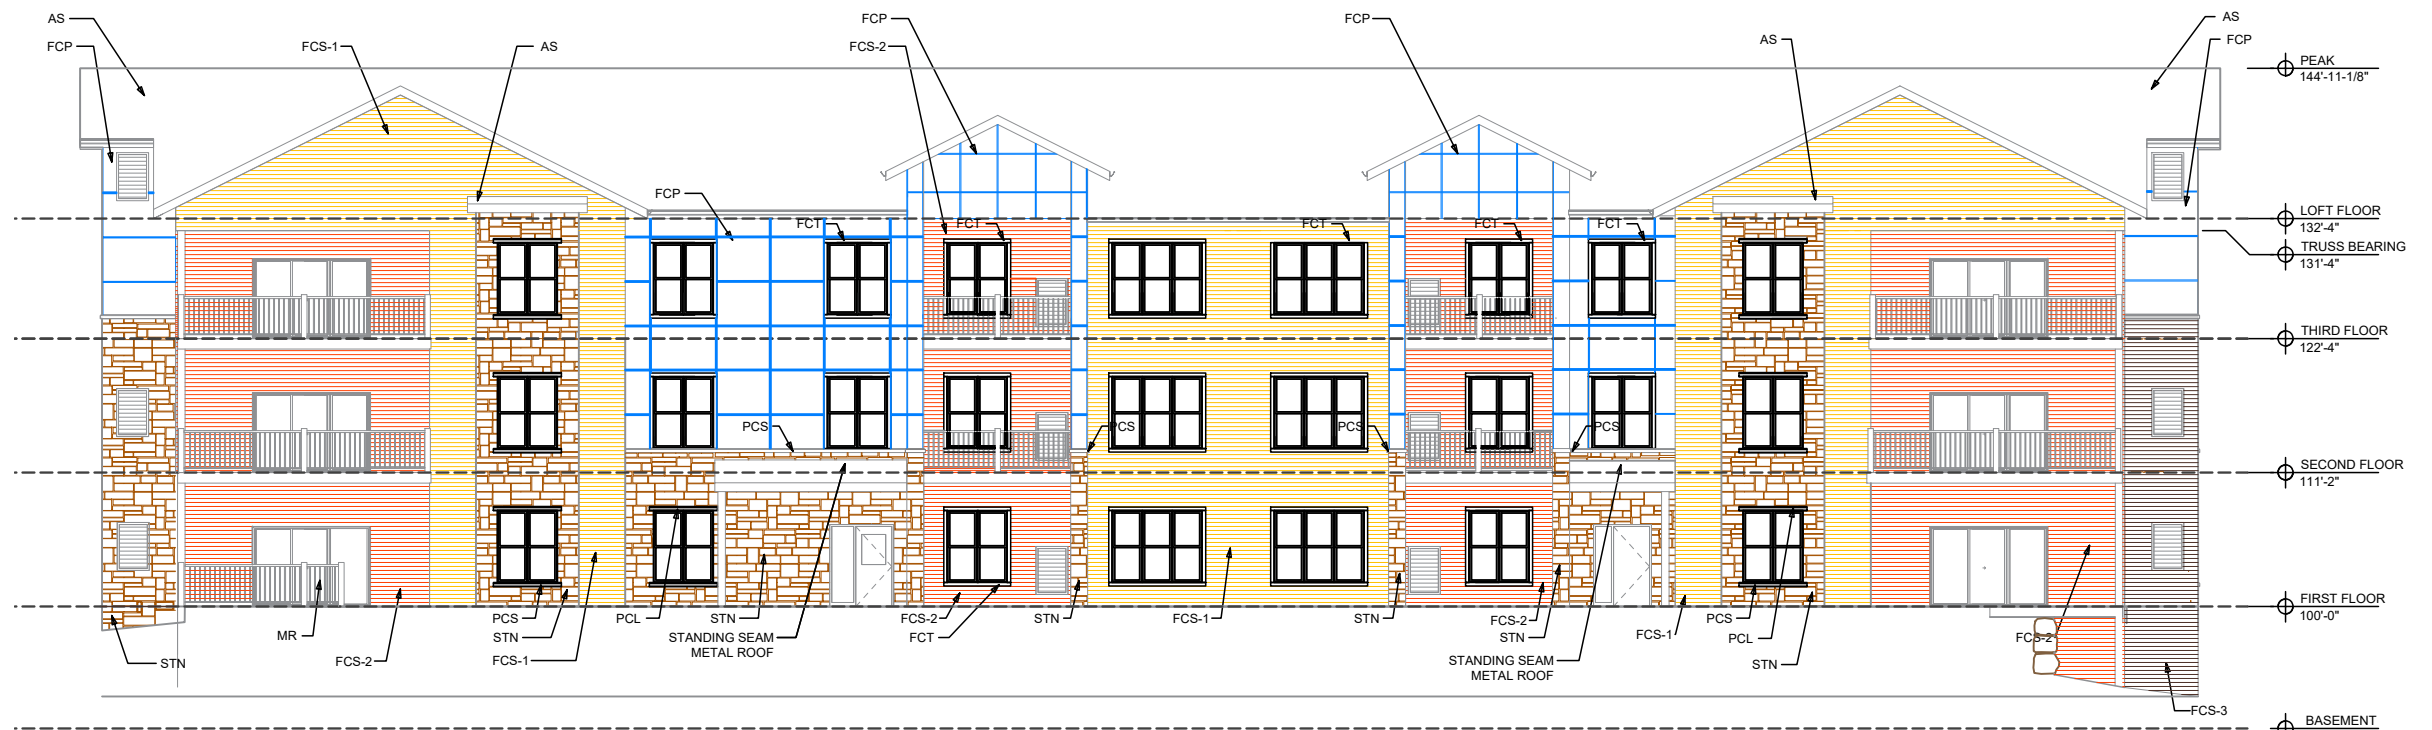 AS
FCP
FCS-1
AS
FCP
FCS-2
FCP
AS
AS
FCP
PEAK
144'-11-1/8"
FCP
FCT
FCT
FCT
FCT
FCT
LOFT FLOOR
132'-4"
TRUSS BEARING
131'-4"
THIRD FLOOR
122'-4"
PCS
PCS
PCS
PCS
SECOND FLOOR
111'-2"
FIRST FLOOR
100'-0"
MR
STN
FCS-2
PCS
STN
FCS-1
PCL
STN
STANDING SEAM
METAL ROOF
FCS-2
FCT
STN
FCS-1
STN
FCS-2
STN
STANDING SEAM
METAL ROOF
FCS-1
PCS
PCL
STN
FCS-2
FCS-3
BASEMENT